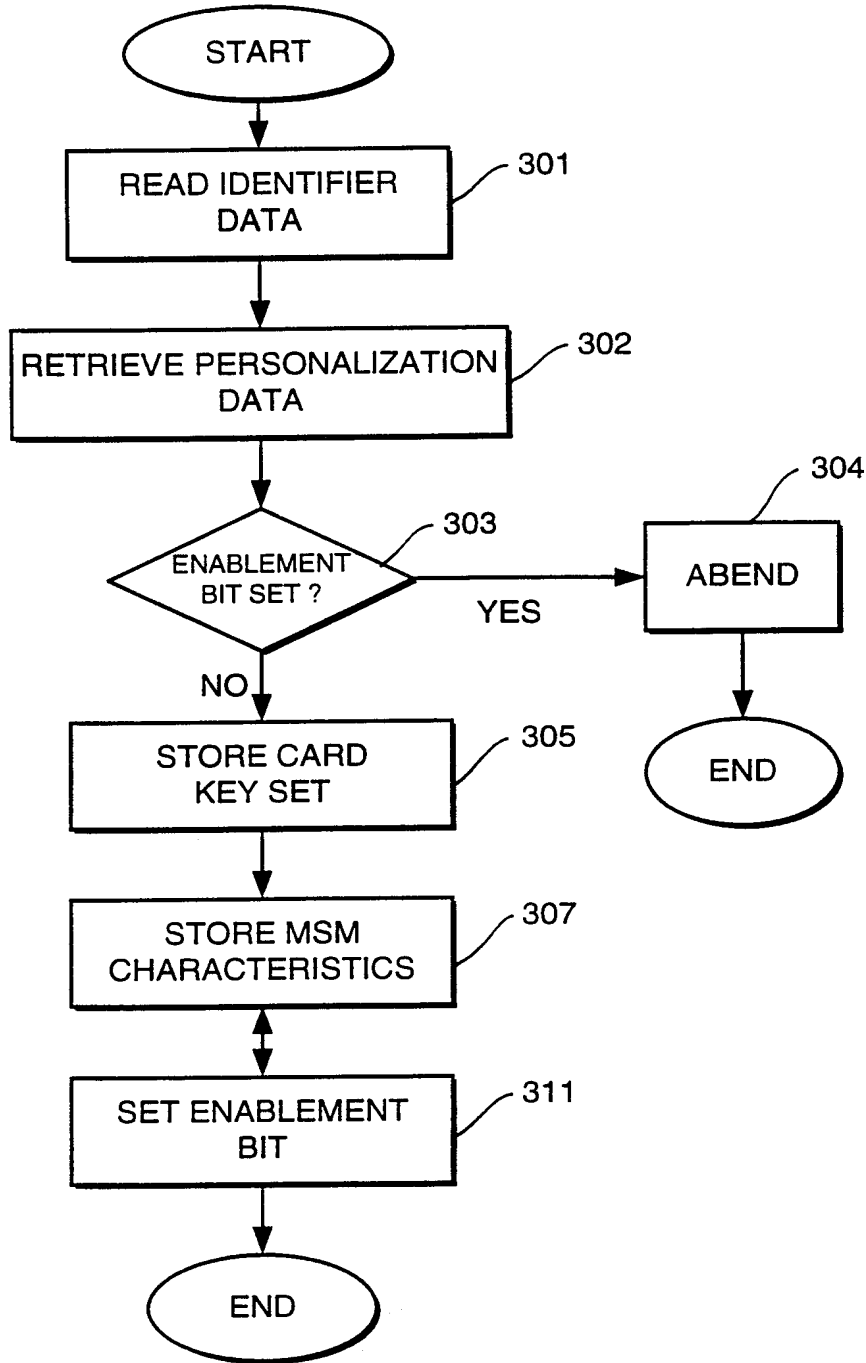 START
READ IDENTIFIER
DATA
301
RETRIEVE PERSONALIZATION
DATA
302
ENABLEMENT
BIT SET ?
303
YES
304
ABEND
END
NO
STORE CARD
KEY SET
305
STORE MSM
CHARACTERISTICS
307
SET ENABLEMENT
BIT
311
END